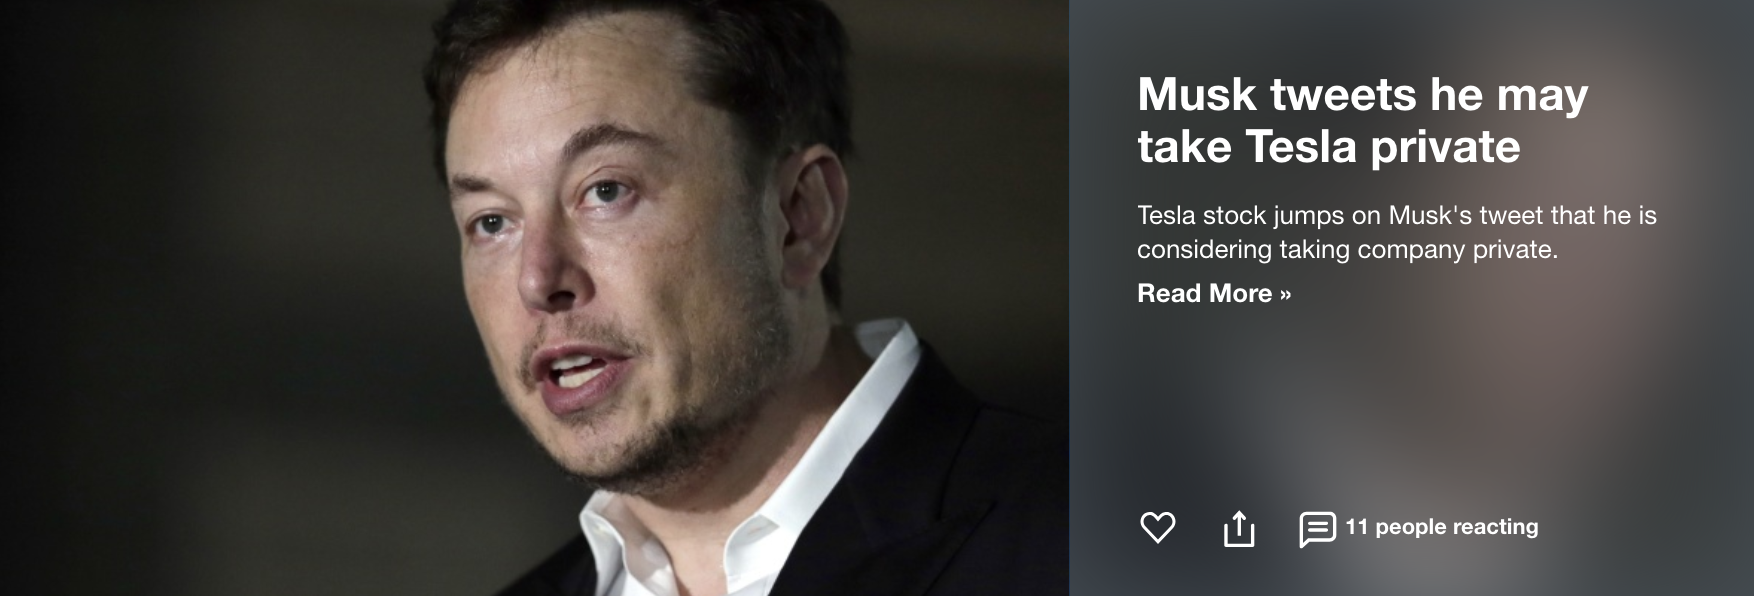 Musk tweets he may
take Tesla private
Tesla stock jumps on Musk's tweet that he is
considering taking company private.
Read More »
11 people reacting